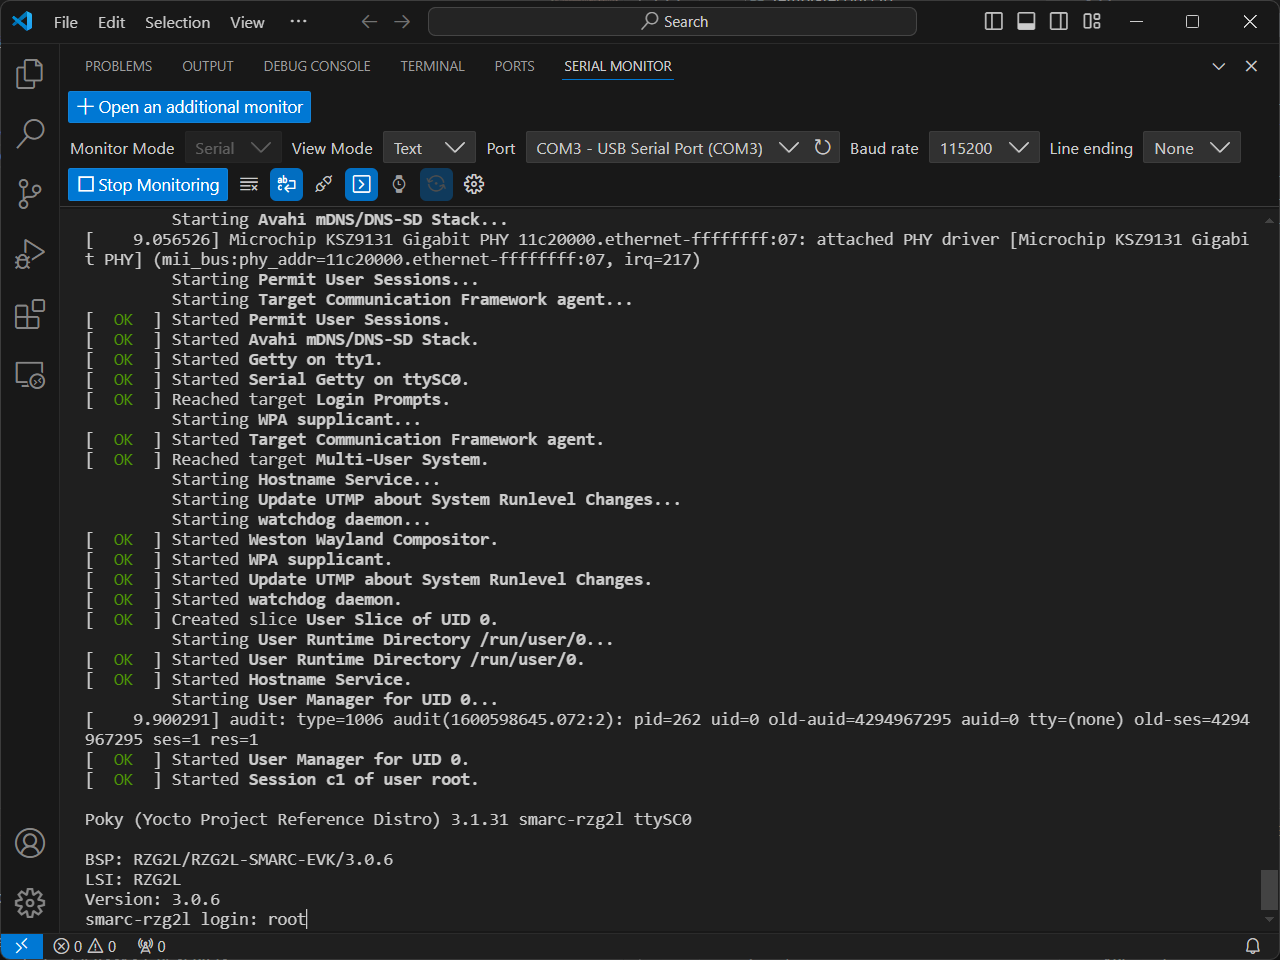 File Edit Selection View ··· Search
PROBLEMS OUTPUT DEBUG CONSOLE TERMINAL PORTS SERIAL MONITOR
Open an additional monitor
Monitor Mode Serial View Mode Text Port COM3 - USB Serial Port (COM3) Baud rate 115200 Line ending None
Stop Monitoring
Starting Avahi mDNS/DNS-SD Stack...
[    9.056526] Microchip KSZ9131 Gigabit PHY 11c20000.ethernet-ffffffff:07: attached PHY driver [Microchip KSZ9131 Gigabi
t PHY] (mii_bus:phy_addr=11c20000.ethernet-ffffffff:07, irq=217)
Starting Permit User Sessions...
Starting Target Communication Framework agent...
[  OK  ] Started Permit User Sessions.
[  OK  ] Started Avahi mDNS/DNS-SD Stack.
[  OK  ] Started Getty on tty1.
[  OK  ] Started Serial Getty on ttySC0.
[  OK  ] Reached target Login Prompts.
Starting WPA supplicant...
[  OK  ] Started Target Communication Framework agent.
[  OK  ] Reached target Multi-User System.
Starting Hostname Service...
Starting Update UTMP about System Runlevel Changes...
Starting watchdog daemon...
[  OK  ] Started Weston Wayland Compositor.
[  OK  ] Started WPA supplicant.
[  OK  ] Started Update UTMP about System Runlevel Changes.
[  OK  ] Started watchdog daemon.
[  OK  ] Created slice User Slice of UID 0.
Starting User Runtime Directory /run/user/0...
[  OK  ] Started User Runtime Directory /run/user/0.
[  OK  ] Started Hostname Service.
Starting User Manager for UID 0...
[    9.900291] audit: type=1006 audit(1600598645.072:2): pid=262 uid=0 old-auid=4294967295 auid=0 tty=(none) old-ses=4294
967295 ses=1 res=1
[  OK  ] Started User Manager for UID 0.
[  OK  ] Started Session c1 of user root.
Poky (Yocto Project Reference Distro) 3.1.31 smarc-rzg2l ttySC0
BSP: RZG2L/RZG2L-SMARC-EVK/3.0.6
LSI: RZG2L
Version: 3.0.6
smarc-rzg2l login: root
0 0 0